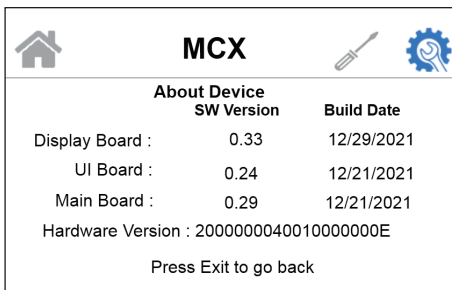 MCX
About Device
SW Version Build Date
Display Board : 0.33 12/29/2021
UI Board : 0.24 12/21/2021
Main Board : 0.29 12/21/2021
Hardware Version : 2000000040010000000E
Press Exit to go back